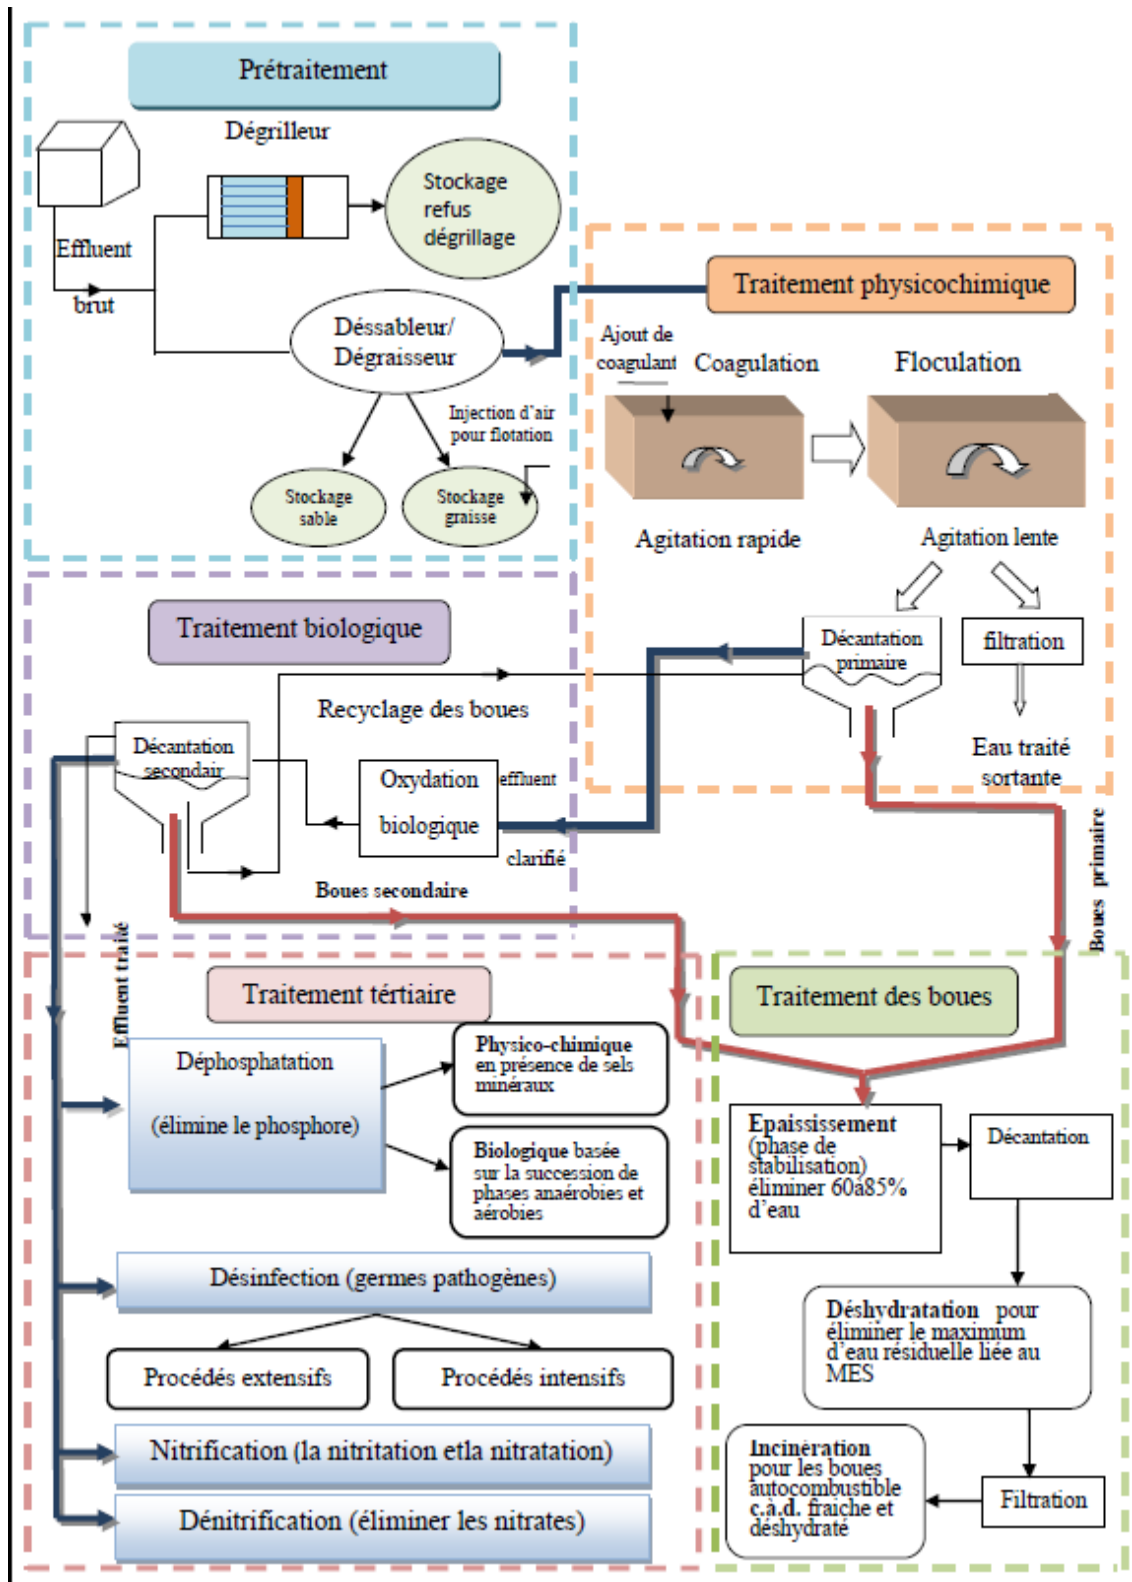 Prétraitement
Dégrilleur
Stockage
refus
dégrillage
Effluent
brut
Déssableur/
Dégraisseur
Injection d'air
pour flotation
Stockage
sable
Stockage
graisse
Traitement physicochimique
Ajout de
coagulant
Coagulation
Floculation
Agitation rapide
Agitation lente
Décantation
primaire
filtration
Eau traité
sortante
Boues primaire
Traitement biologique
Recyclage des boues
Décantation
secondair
Oxydation
biologique
effluent
clarifié
Boues secondaire
Effluent traité
Traitement tértiaire
Déphosphatation
(élimine le phosphore)
Physico-chimique
en présence de sels
minéraux
Biologique basée
sur la succession de
phases anaérobies et
aérobies
Désinfection (germes pathogènes)
Procédés extensifs
Procédés intensifs
Nitrification (la nitritation etla nitratation)
Dénitrification (éliminer les nitrates)
Traitement des boues
Epaississement
(phase de
stabilisation)
éliminer 60à85%
d'eau
Décantation
Déshydratation pour
éliminer le maximum
d'eau résiduelle liée au
MES
Filtration
Incinération
pour les boues
autocombustible
c.à.d. fraiche et
déshydraté